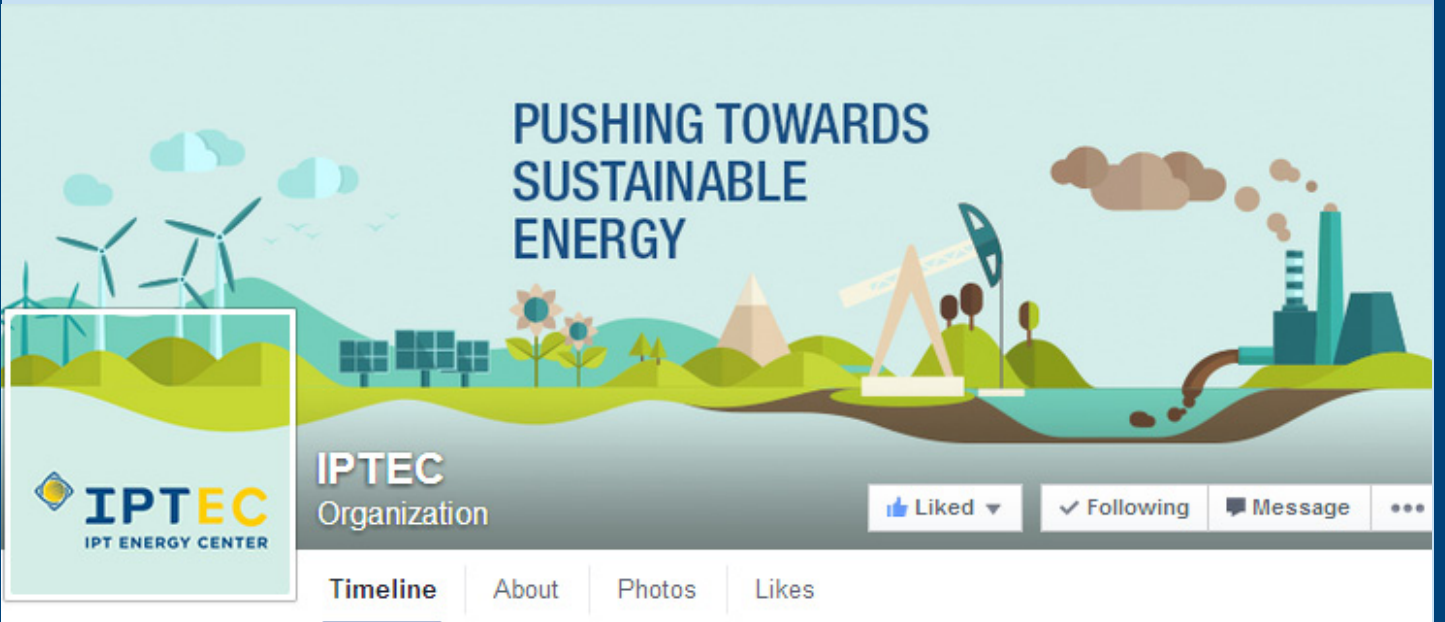 PUSHING TOWARDS
SUSTAINABLE
ENERGY
IPTEC
IPT ENERGY CENTER
IPTEC
Organization
Liked
Following
Message
Timeline
About
Photos
Likes